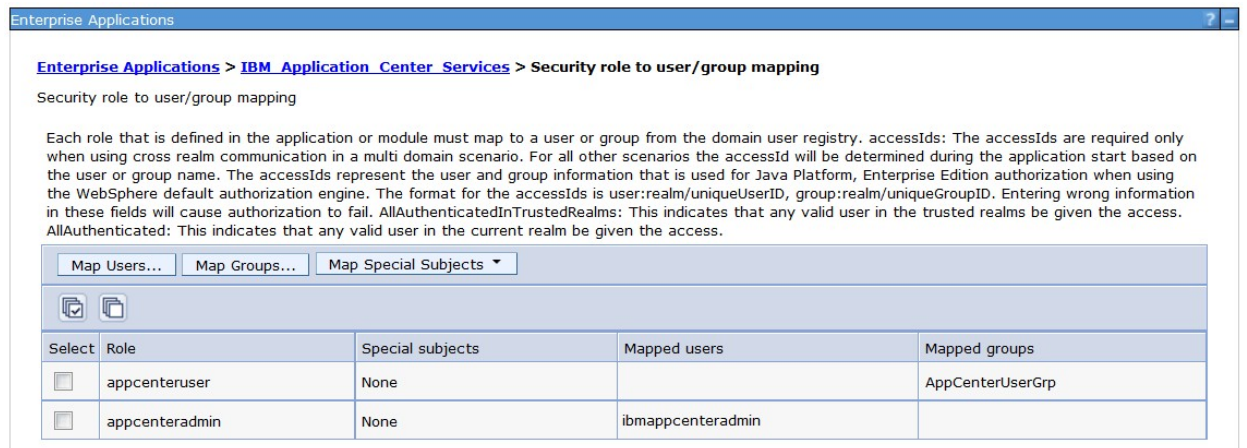 Enterprise Applications ? -
Enterprise Applications > IBM_Application_Center_Services > Security role to user/group mapping
Security role to user/group mapping
Each role that is defined in the application or module must map to a user or group from the domain user registry. accessIds: The accessIds are required only
when using cross realm communication in a multi domain scenario. For all other scenarios the accessId will be determined during the application start based on
the user or group name. The accessIds represent the user and group information that is used for Java Platform, Enterprise Edition authorization when using
the WebSphere default authorization engine. The format for the accessIds is user:realm/uniqueUserID, group:realm/uniqueGroupID. Entering wrong information
in these fields will cause authorization to fail. AllAuthenticatedInTrustedRealms: This indicates that any valid user in the trusted realms be given the access.
AllAuthenticated: This indicates that any valid user in the current realm be given the access.
Map Users... Map Groups... Map Special Subjects
Select Role Special subjects Mapped users Mapped groups
appcenteruser None AppCenterUserGrp
appcenteradmin None ibmappcenteradmin